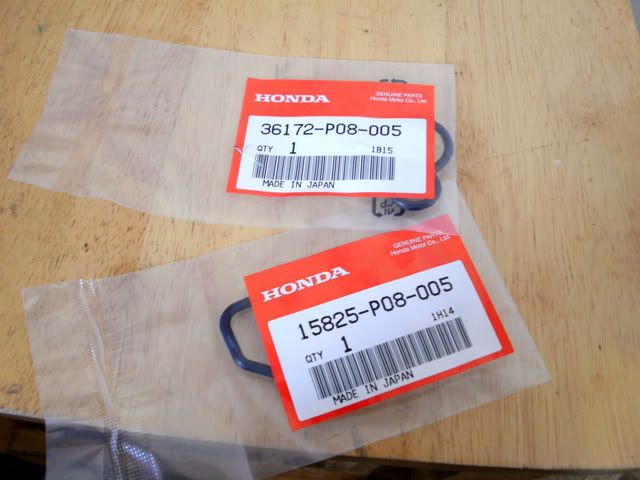 HONDA
GENUINE PARTS
Honda Motor Co., Ltd.
36172-P08-005
QTY 1 1B15
MADE IN JAPAN
HONDA
GENUINE PARTS
Honda Motor Co., Ltd.
15825-P08-005
QTY 1 1H14
MADE IN JAPAN